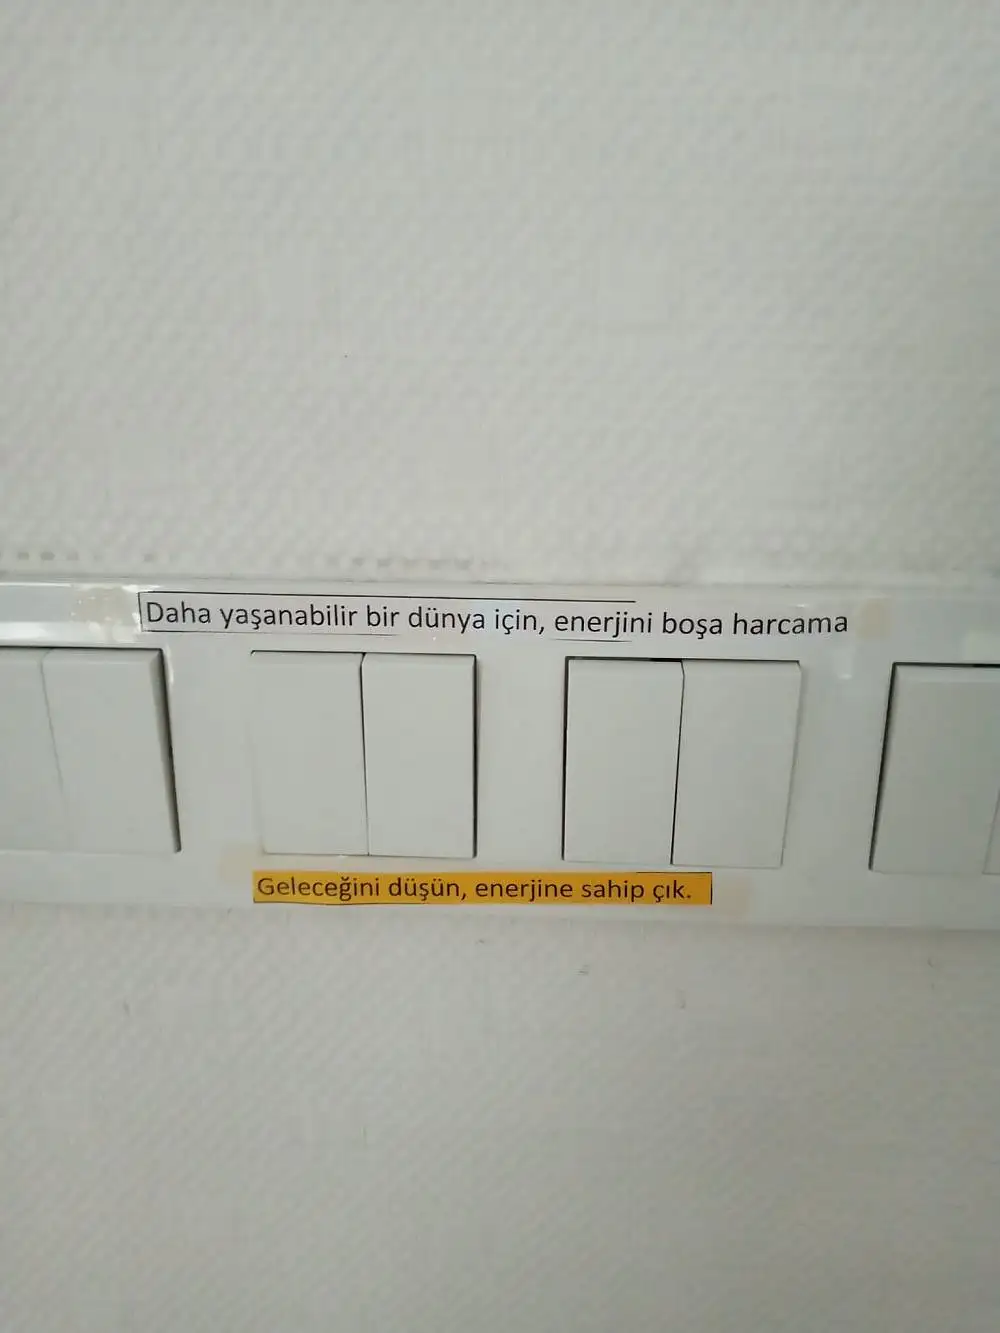 Daha yaşanabilir bir dünya için, enerjini boşa harcama
Geleceğini düşün, enerjine sahip çık.